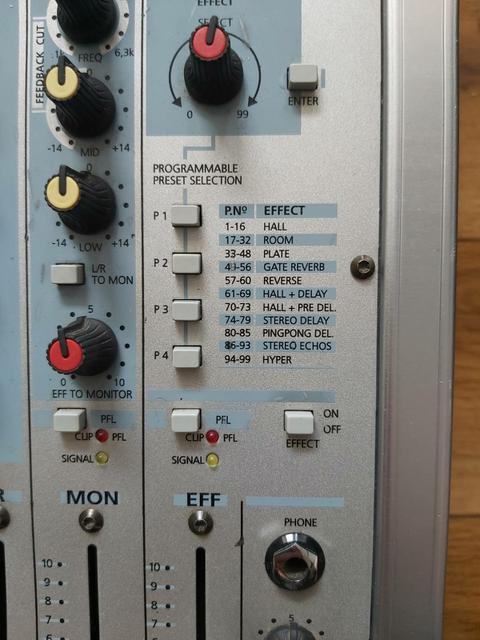 EFFECT
SELECT
FEEDBACK CUT
FREQ
6,3k
0
-14
+14
MID
0
-14
+14
LOW
0
99
ENTER
PROGRAMMABLE
PRESET SELECTION
P 1
P 2
P 3
P 4
P.Nº EFFECT
1-16 HALL
17-32 ROOM
33-48 PLATE
49-56 GATE REVERB
57-60 REVERSE
61-69 HALL + DELAY
70-73 HALL + PRE DEL.
74-79 STEREO DELAY
80-85 PINGPONG DEL.
86-93 STEREO ECHOS
94-99 HYPER
L/R
TO MON
5
0
10
EFF TO MONITOR
PFL
CLIP PFL
SIGNAL
PFL
CLIP PFL
SIGNAL
ON
OFF
EFFECT
R
MON
EFF
PHONE
10
9
8
7
6
10
9
8
7
6
5